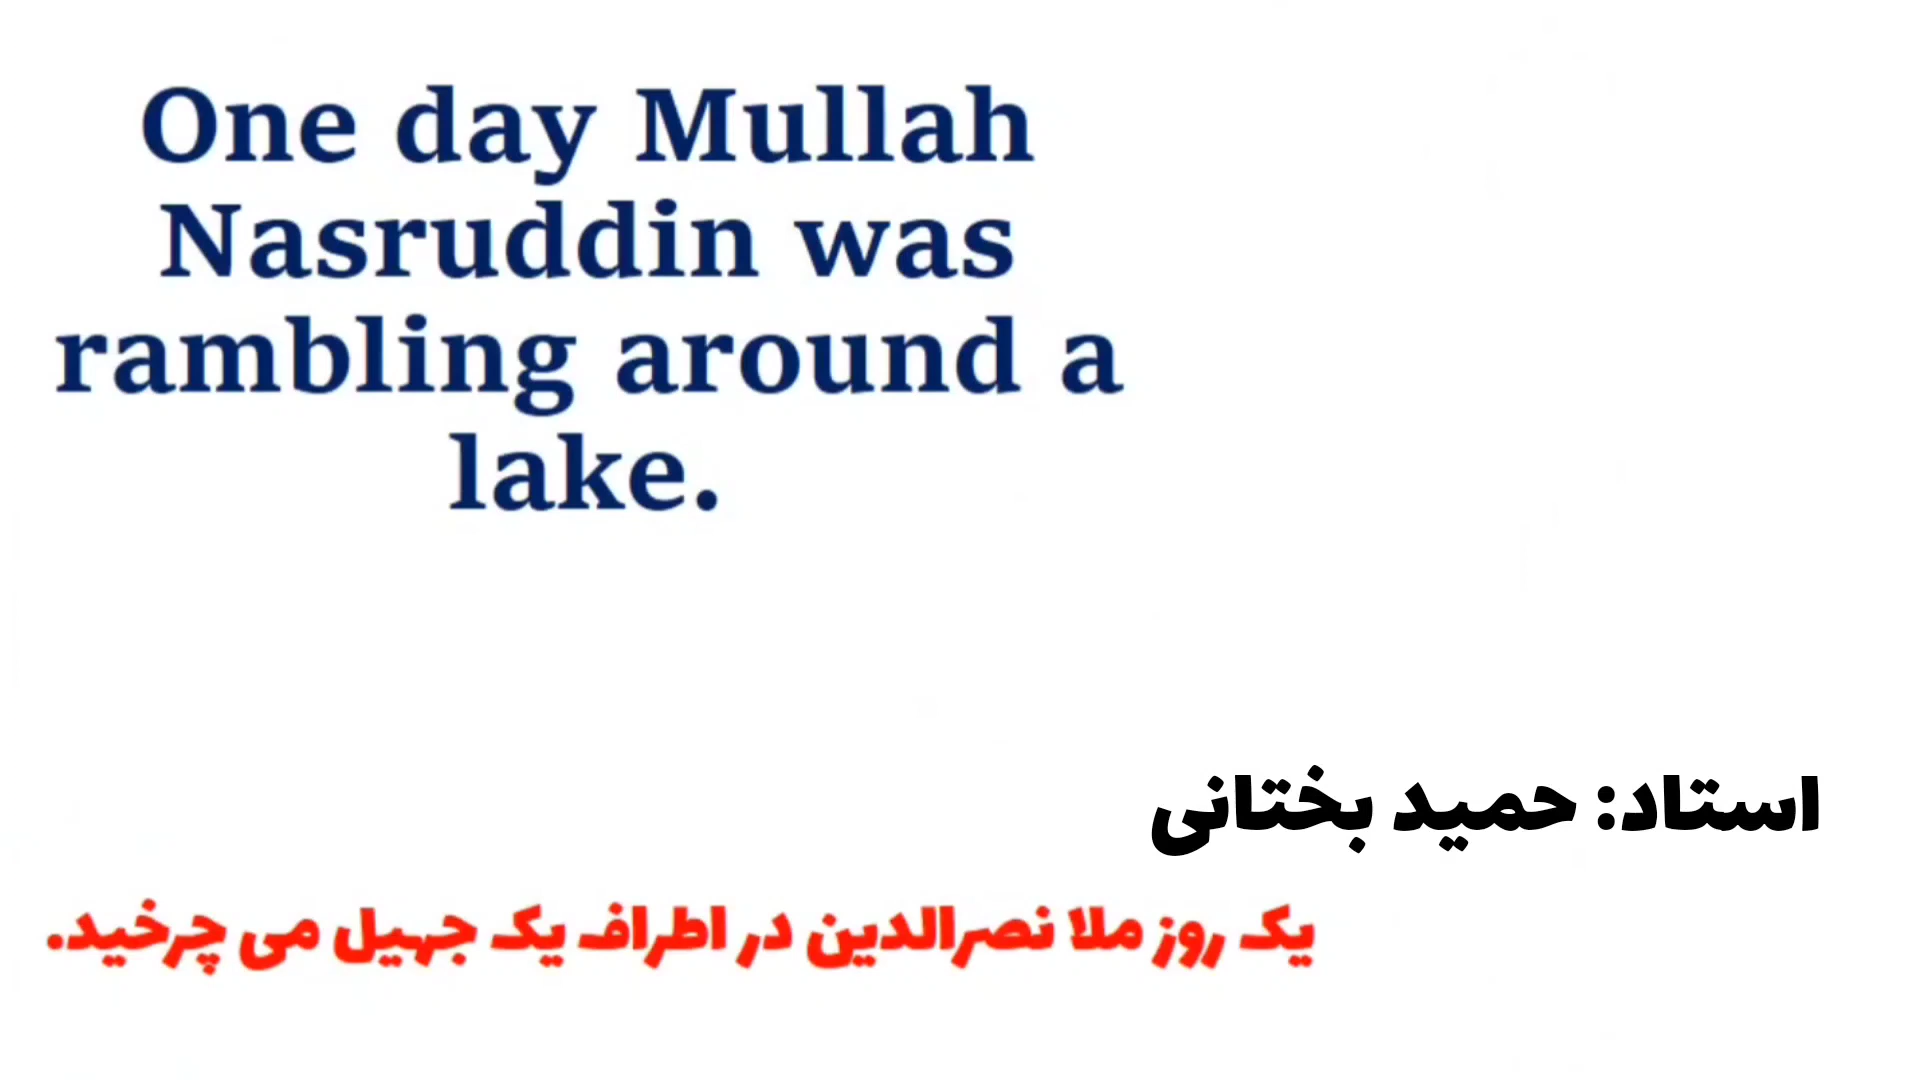 One day Mullah
Nasruddin was
rambling around a
lake.
استاد: حمید بختانی
یک روز ملا نصرالدین در اطراف یک جهیل می چرخید.